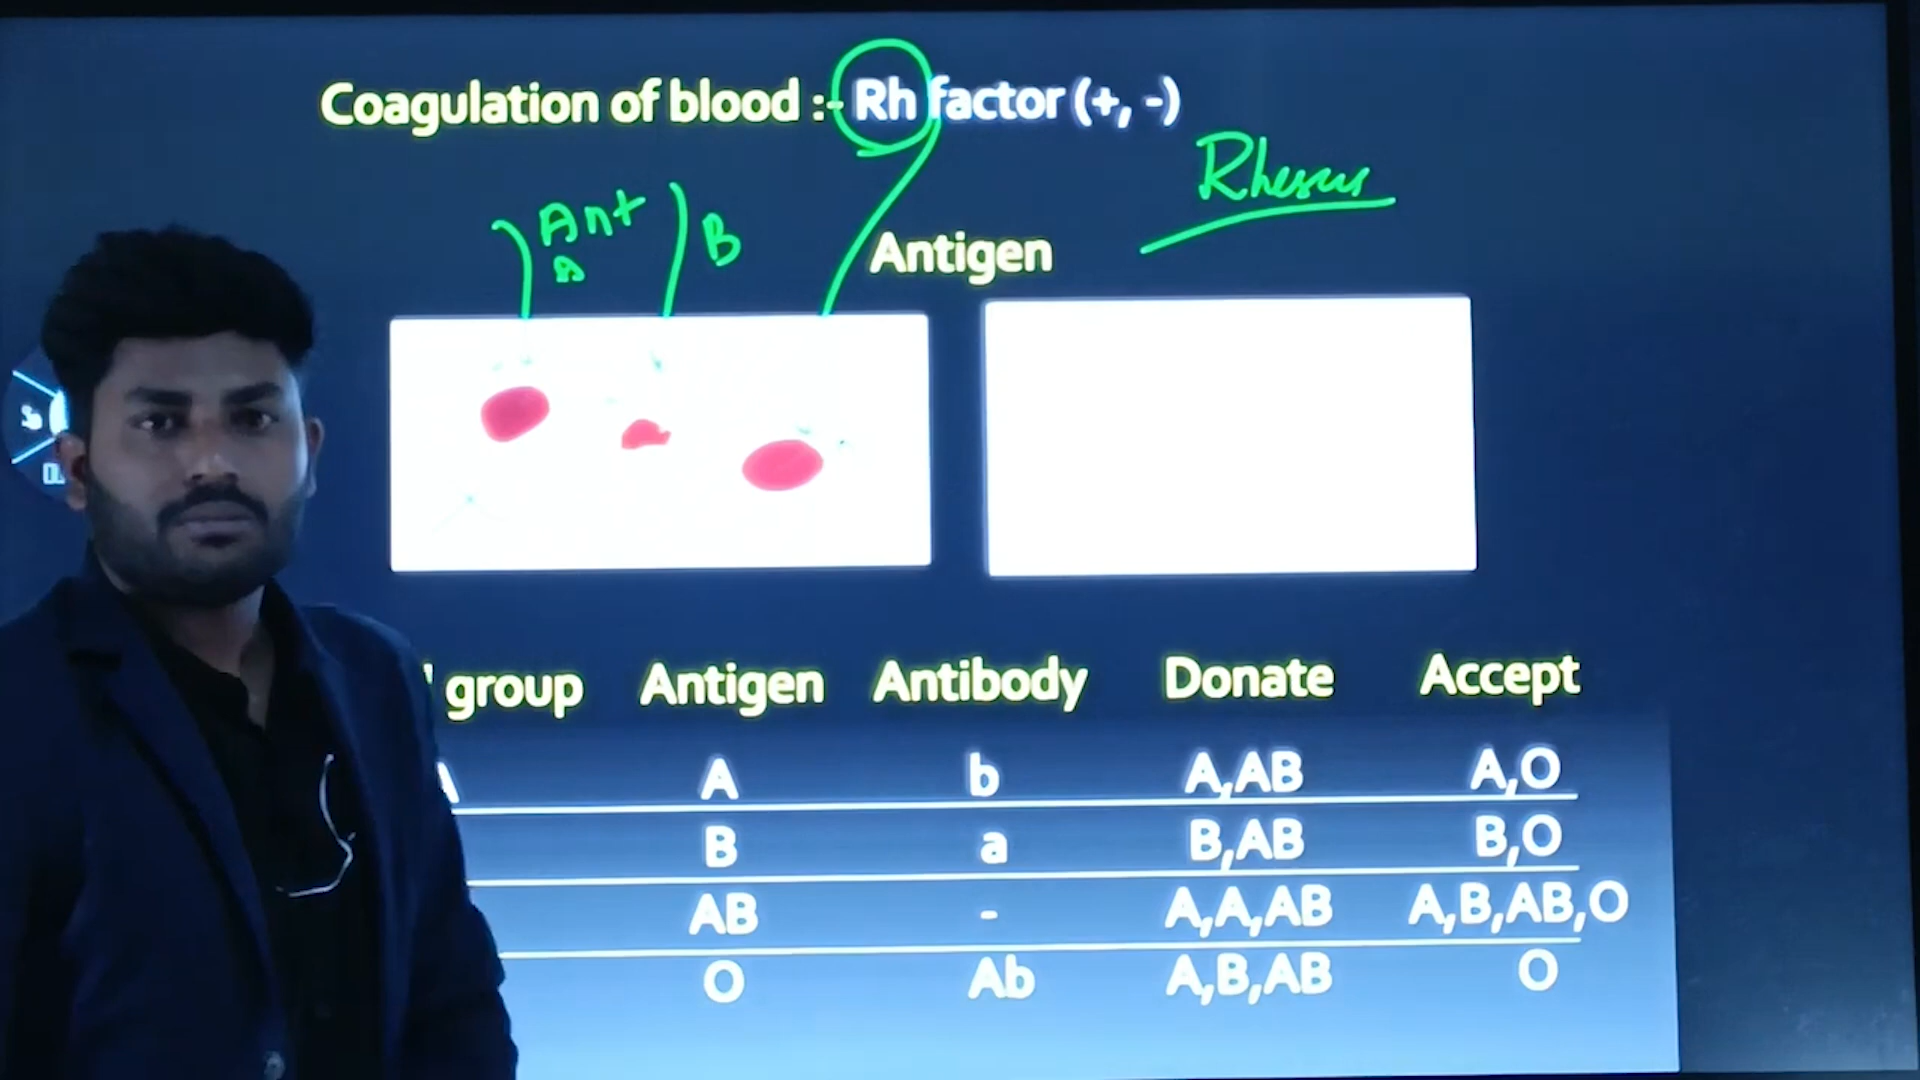 Coagulation of blood :- Rh factor (+, -)
Rhesus
Ant B
A
Antigen
group Antigen Antibody Donate Accept
A A b A,AB A,O
B a B,AB B,O
AB - A,A,AB A,B,AB,O
O Ab A,B,AB O